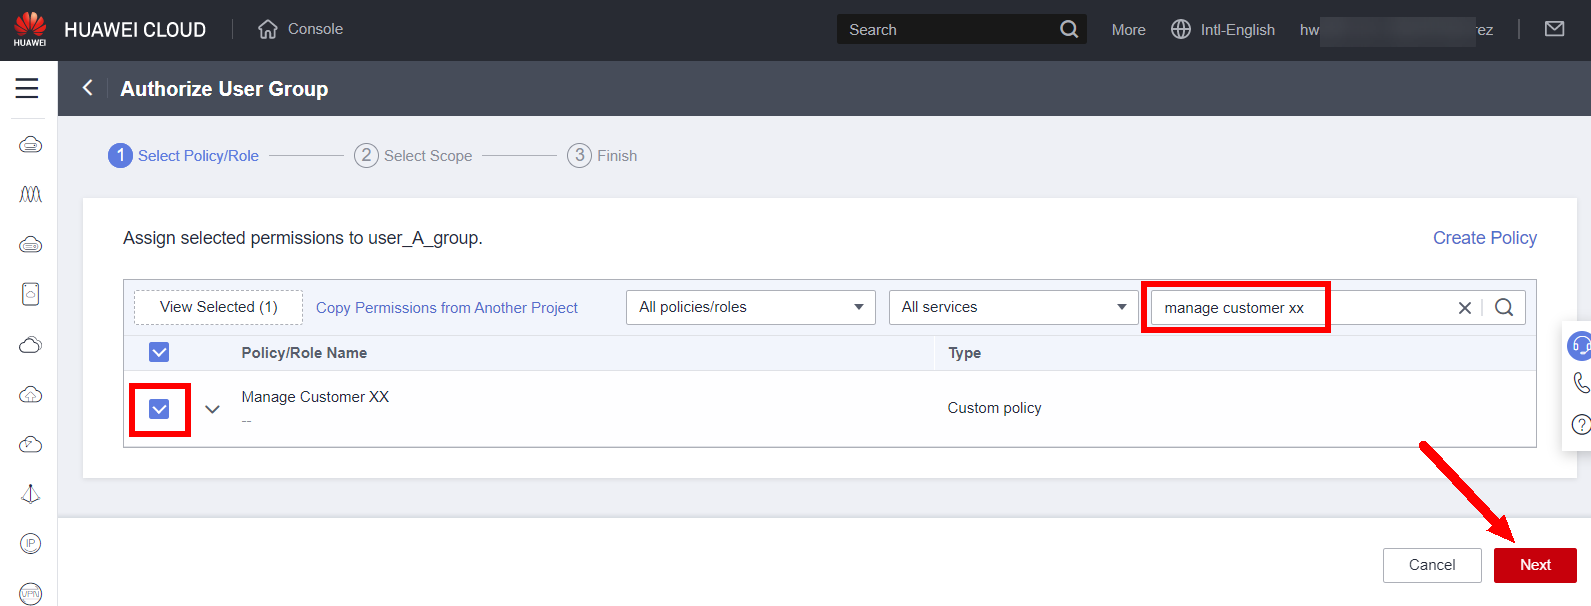 HUAWEI
HUAWEI CLOUD
Console
Search
More
Intl-English
hw
rez
Authorize User Group
1 Select Policy/Role
2 Select Scope
3 Finish
Assign selected permissions to user_A_group.
Create Policy
View Selected (1)
Copy Permissions from Another Project
All policies/roles
All services
manage customer xx
Policy/Role Name
Type
Manage Customer XX
--
Custom policy
IP
VPN
Cancel
Next